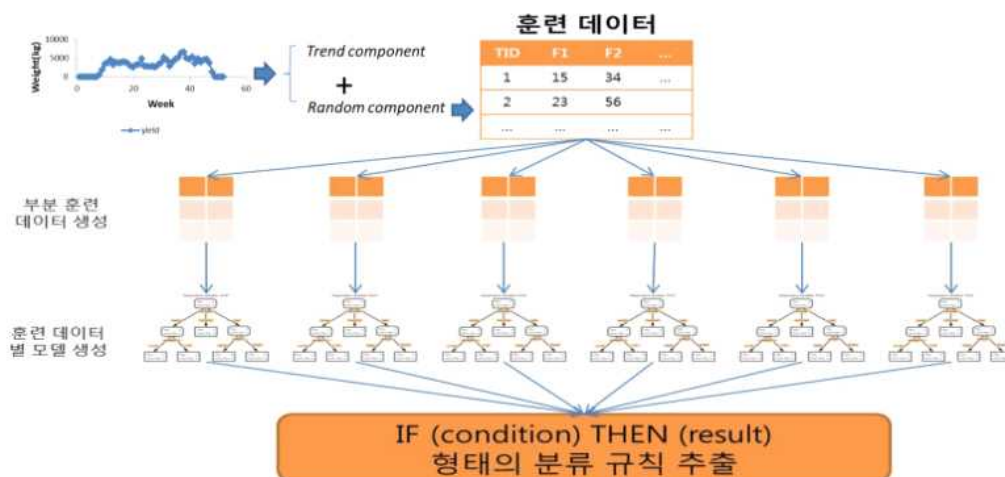 훈련 데이터
Weight(kg)
10000
5000
0
0 20 40 60
Week
yield
Trend component
+
Random component
TID F1 F2 ...
1 15 34 ...
2 23 56
... ... ... ...
부분 훈련
데이터 생성
훈련 데이터
별 모델 생성
IF (condition) THEN (result)
형태의 분류 규칙 추출